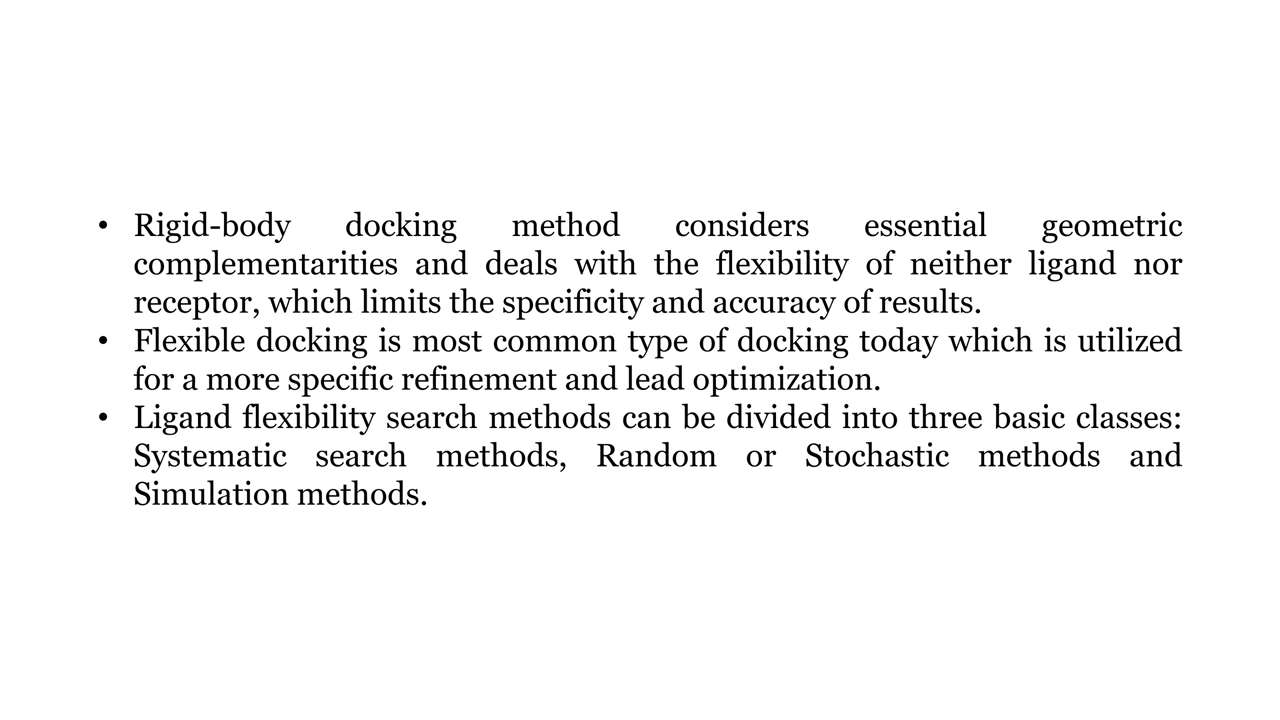 • Rigid-body docking method considers essential geometric
complementarities and deals with the flexibility of neither ligand nor
receptor, which limits the specificity and accuracy of results.
• Flexible docking is most common type of docking today which is utilized
for a more specific refinement and lead optimization.
• Ligand flexibility search methods can be divided into three basic classes:
Systematic search methods, Random or Stochastic methods and
Simulation methods.